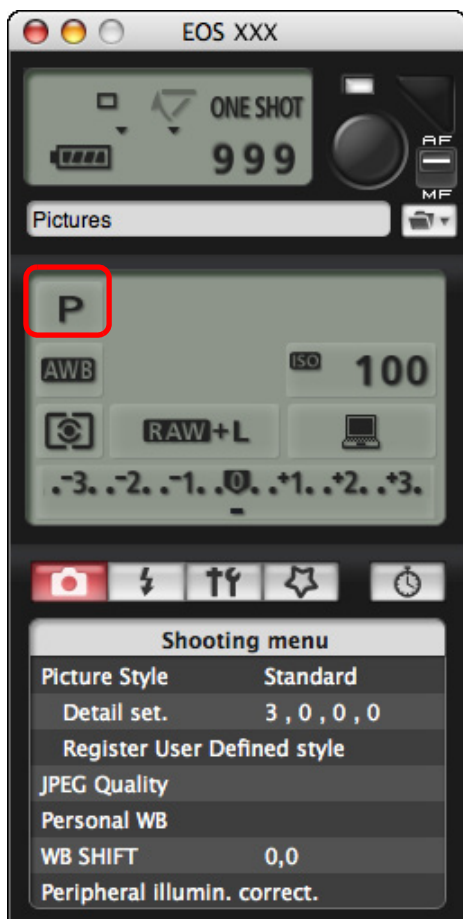 EOS XXX
ONE SHOT
AF
999
MF
Pictures
P
AWB
ISO 100
RAW+L
.-3. .-2. .-1. .0. .+1. .+2. .+3.
Shooting menu
Picture Style Standard
Detail set. 3 , 0 , 0 , 0
Register User Defined style
JPEG Quality
Personal WB
WB SHIFT 0,0
Peripheral illumin. correct.